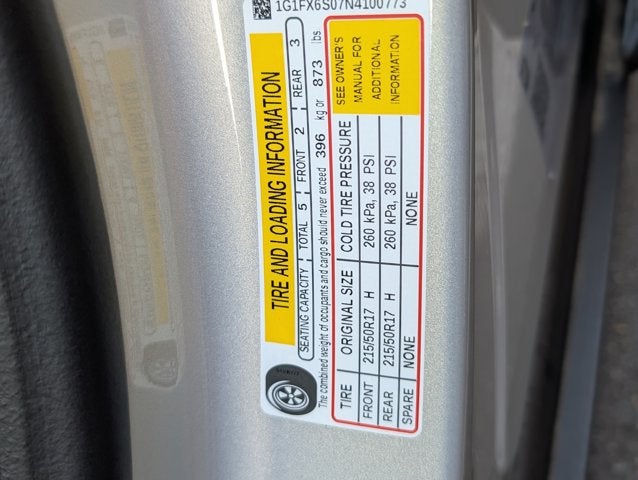 1G1FX6S07N4100773
TIRE AND LOADING INFORMATION
SEATING CAPACITY TOTAL 5 FRONT 2 REAR 3
The combined weight of occupants and cargo should never exceed 396 kg or 873 lbs
TIRE ORIGINAL SIZE COLD TIRE PRESSURE
FRONT 215/50R17 H 260 kPa, 38 PSI
REAR 215/50R17 H 260 kPa, 38 PSI
SPARE NONE NONE
SEE OWNER'S
MANUAL FOR
ADDITIONAL
INFORMATION